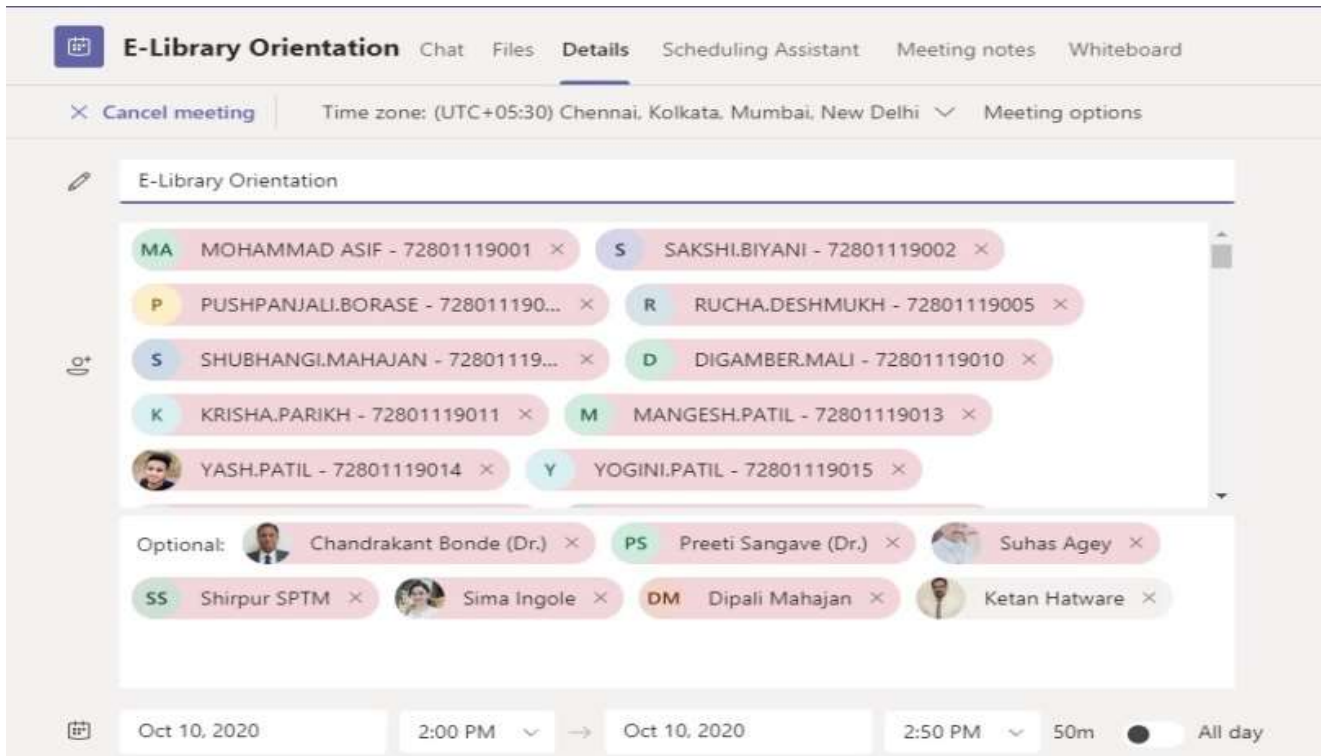 E-Library Orientation Chat Files Details Scheduling Assistant Meeting notes Whiteboard
× Cancel meeting Time zone: (UTC+05:30) Chennai, Kolkata, Mumbai, New Delhi Meeting options
E-Library Orientation
MA MOHAMMAD ASIF - 72801119001 × S SAKSHI.BIYANI - 72801119002 ×
P PUSHPANJALI.BORASE - 728011190... × R RUCHA.DESHMUKH - 72801119005 ×
S SHUBHANGI.MAHAJAN - 72801119... × D DIGAMBER.MALI - 72801119010 ×
K KRISHA.PARIKH - 72801119011 × M MANGESH.PATIL - 72801119013 ×
YASH.PATIL - 72801119014 × Y YOGINI.PATIL - 72801119015 ×
Optional: Chandrakant Bonde (Dr.) × PS Preeti Sangave (Dr.) × Suhas Agey ×
SS Shirpur SPTM × Sima Ingole × DM Dipali Mahajan × Ketan Hatware ×
Oct 10, 2020 2:00 PM → Oct 10, 2020 2:50 PM 50m All day